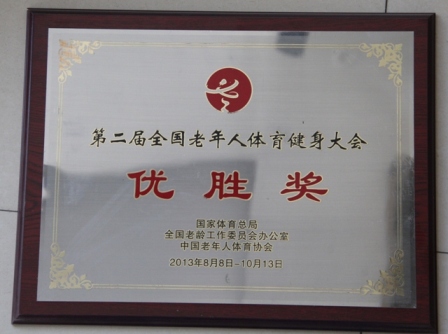 第二届全国老年人体育健身大会
优胜奖
国家体育总局
全国老龄工作委员会办公室
中国老年人体育协会
2013年8月8日~10月13日